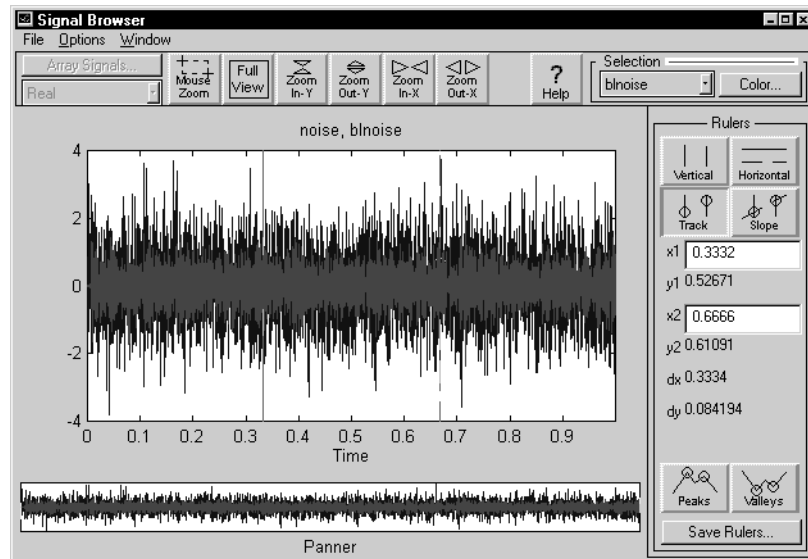 Signal Browser
File Options Window
Array Signals...
Real
Mouse Zoom
Full View
Zoom In-Y
Zoom Out-Y
Zoom In-X
Zoom Out-X
? Help
Selection
blnoise
Color...
noise, blnoise
4
2
0
-2
-4
0 0.1 0.2 0.3 0.4 0.5 0.6 0.7 0.8 0.9
Time
Panner
Rulers
Vertical Horizontal
Track Slope
x1 0.3332
y1 0.52671
x2 0.6666
y2 0.61091
dx 0.3334
dy 0.084194
Peaks Valleys
Save Rulers...